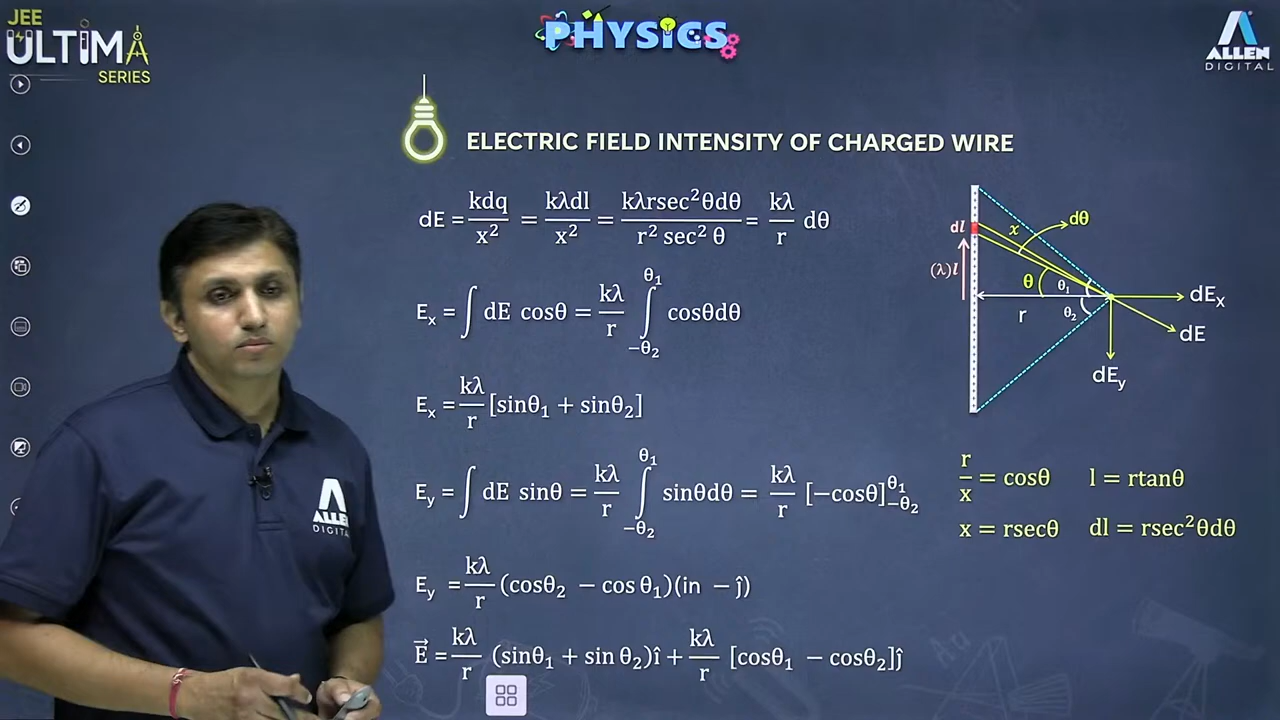 JEE
ULTIMA
SERIES
PHYSICS
ALLEN
DIGITAL
ELECTRIC FIELD INTENSITY OF CHARGED WIRE
dE = kdq/x² = kλdl/x² = kλrsec²θdθ/r² sec² θ = kλ/r dθ
Eₓ = ∫ dE cosθ = kλ/r ∫_{−θ₂}^{θ₁} cosθdθ
Eₓ = kλ/r [sinθ₁ + sinθ₂]
E_y = ∫ dE sinθ = kλ/r ∫_{−θ₂}^{θ₁} sinθdθ = kλ/r [−cosθ]_{−θ₂}^{θ₁}
E_y = kλ/r (cosθ₂ − cos θ₁)(in − ĵ)
E⃗ = kλ/r (sinθ₁ + sin θ₂)î + kλ/r [cosθ₁ − cosθ₂]ĵ
dl
x
dθ
(λ)l
θ
θ₁
θ₂
r
dEₓ
dE
dE_y
r/x = cosθ l = rtanθ
x = rsecθ dl = rsec²θdθ
ALLEN
DIGITAL